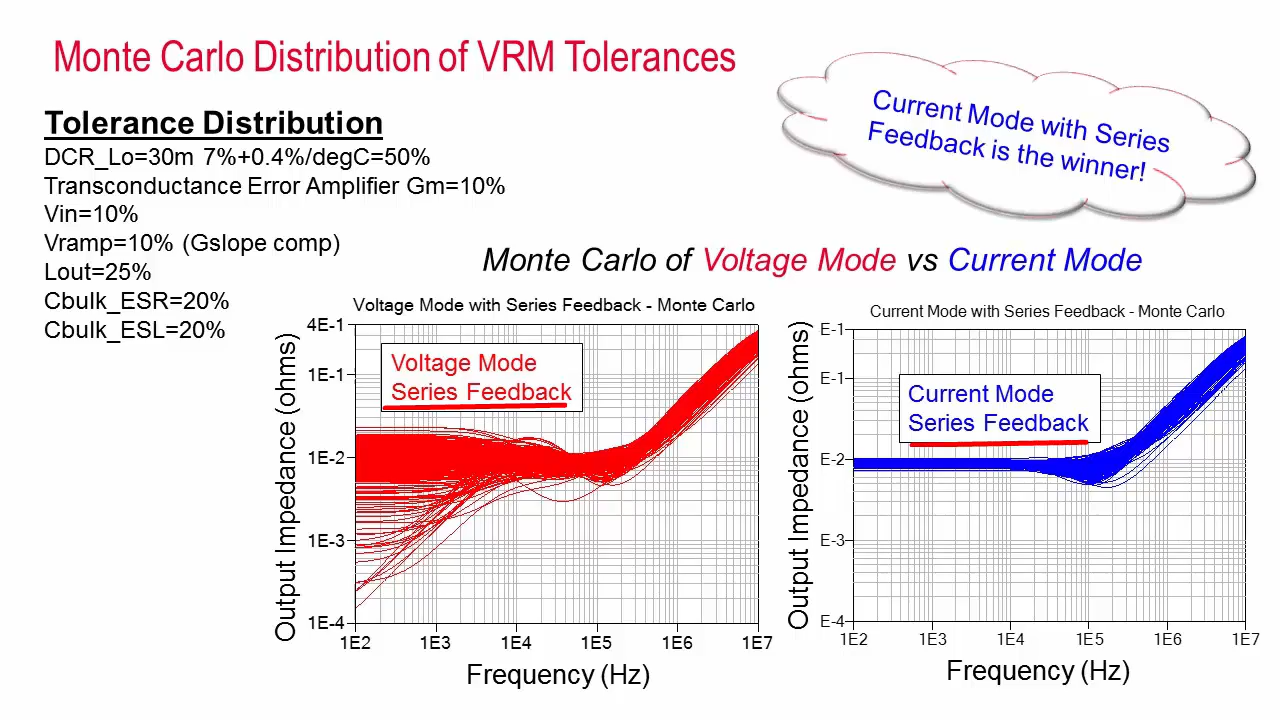 Monte Carlo Distribution of VRM Tolerances
Current Mode with Series
Feedback is the winner!
Tolerance Distribution
DCR_Lo=30m 7%+0.4%/degC=50%
Transconductance Error Amplifier Gm=10%
Vin=10%
Vramp=10% (Gslope comp)
Lout=25%
Cbulk_ESR=20%
Cbulk_ESL=20%
Monte Carlo of Voltage Mode vs Current Mode
Voltage Mode with Series Feedback - Monte Carlo
Output Impedance (ohms)
4E-1
1E-1
1E-2
1E-3
1E-4
Voltage Mode
Series Feedback
1E2 1E3 1E4 1E5 1E6 1E7
Frequency (Hz)
Current Mode with Series Feedback - Monte Carlo
Output Impedance (ohms)
E-1
E-1
E-2
E-3
E-4
Current Mode
Series Feedback
1E2 1E3 1E4 1E5 1E6 1E7
Frequency (Hz)